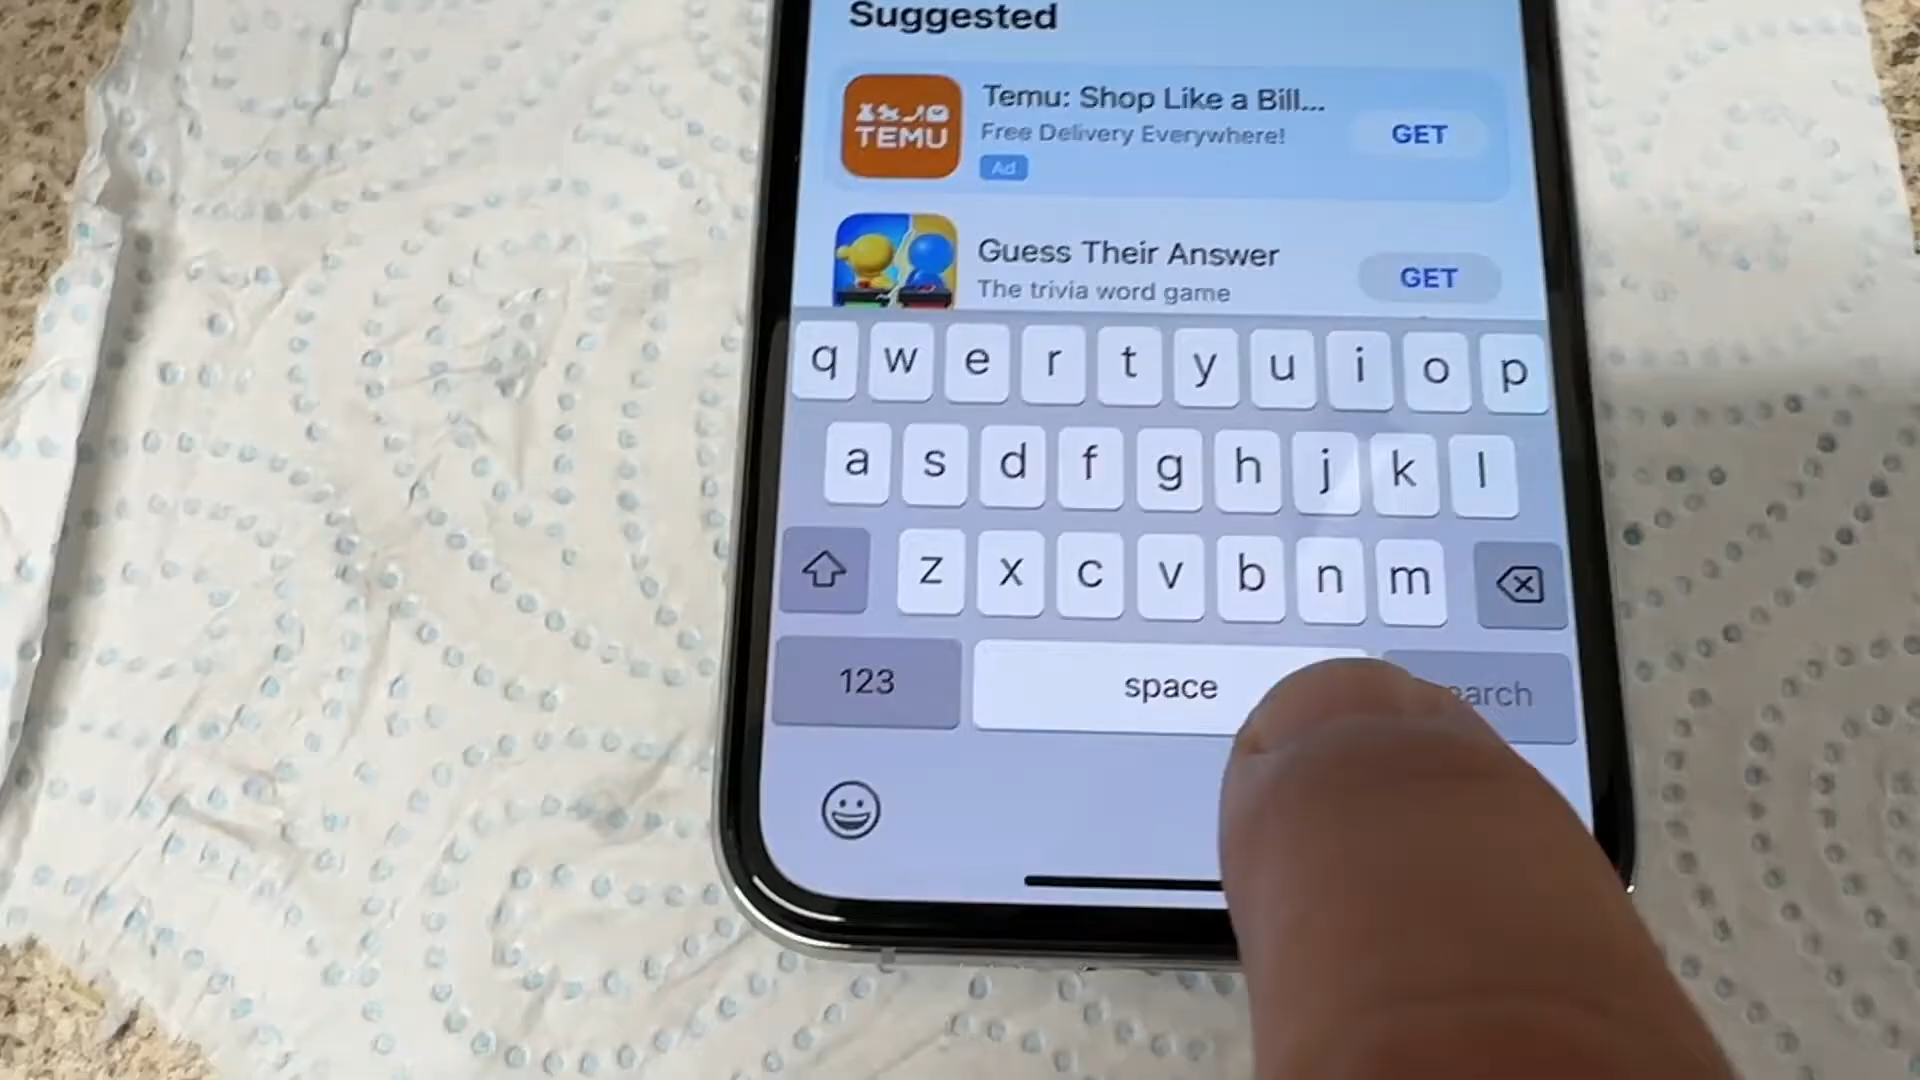 Suggested
TEMU
Temu: Shop Like a Bill...
Free Delivery Everywhere!
Ad
GET
Guess Their Answer
The trivia word game
GET
q w e r t y u i o p
a s d f g h j k l
z x c v b n m
123 space earch